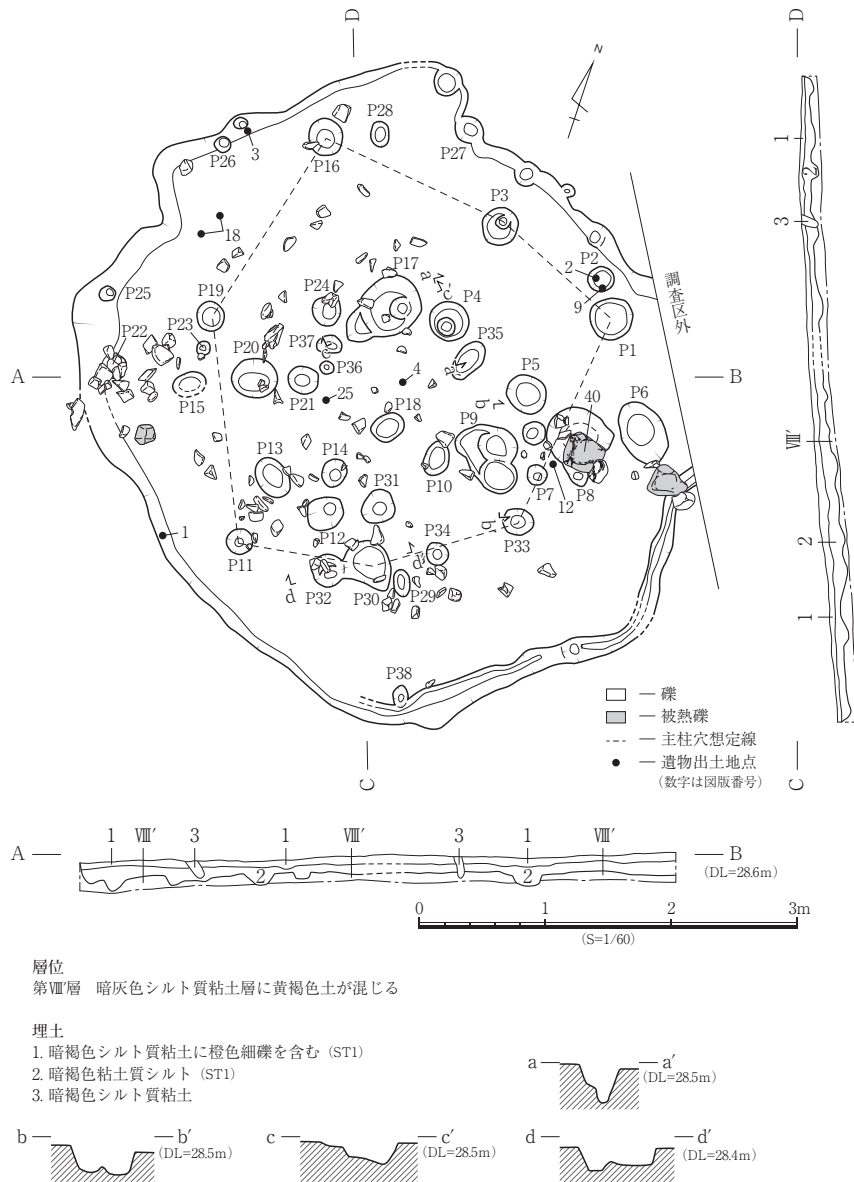 D
D
N
P28
P16
P26
3
P27
1
2
3
18
P3
P17
a
c′
P2
2
9
調査区外
P25
P19
P24
P4
P1
P22
P23
P37
c
P35
a′
P20
P36
4
P5
A
B
P15
P21
25
b
40
P6
P18
P9
Ⅷ′
P13
P14
P10
P7
P8
12
P31
1
P12
P34
b′
P33
P11
d′
2
d
P32
P30
P29
1
P38
C
C
礫
被熱礫
主柱穴想定線
遺物出土地点
(数字は図版番号)
1 Ⅷ′ 3 1 Ⅷ′ 3 1 Ⅷ′
A
B
2
2
(DL=28.6m)
0 1 2 3m
(S=1/60)
層位
第Ⅷ′層 暗灰色シルト質粘土層に黄褐色土が混じる
埋土
1. 暗褐色シルト質粘土に橙色細礫を含む (ST1)
2. 暗褐色粘土質シルト (ST1)
3. 暗褐色シルト質粘土
a
a′
(DL=28.5m)
b
b′
(DL=28.5m)
c
c′
(DL=28.5m)
d
d′
(DL=28.4m)